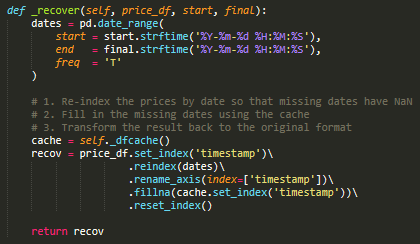 def _recover(self, price_df, start, final):
    dates = pd.date_range(
        start = start.strftime('%Y-%m-%d %H:%M:%S'),
        end   = final.strftime('%Y-%m-%d %H:%M:%S'),
        freq  = 'T'
    )
    # 1. Re-index the prices by date so that missing dates have NaN
    # 2. Fill in the missing dates using the cache
    # 3. Transform the result back to the original format
    cache = self._dfcache()
    recov = price_df.set_index('timestamp')\
                    .reindex(dates)\
                    .rename_axis(index=['timestamp'])\
                    .fillna(cache.set_index('timestamp'))\
                    .reset_index()
    return recov